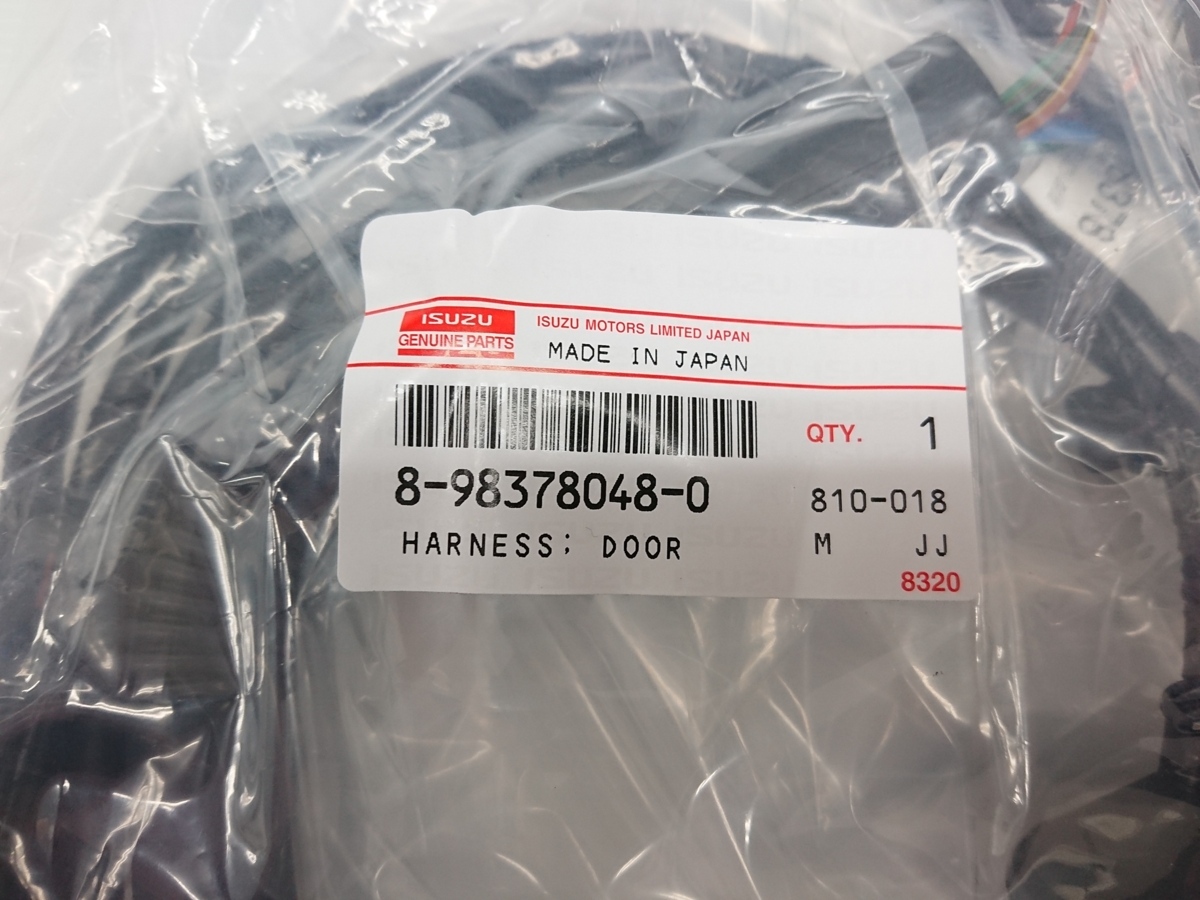 ISUZU
GENUINE PARTS
ISUZU MOTORS LIMITED JAPAN
MADE IN JAPAN
QTY. 1
8-98378048-0
810-018
HARNESS; DOOR
M JJ
8320